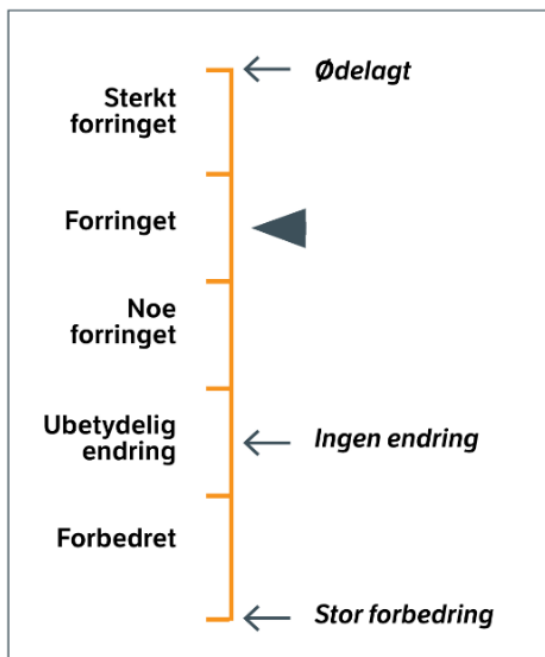 Ødelagt
Sterkt
forringet
Forringet
Noe
forringet
Ubetydelig
endring
Ingen endring
Forbedret
Stor forbedring